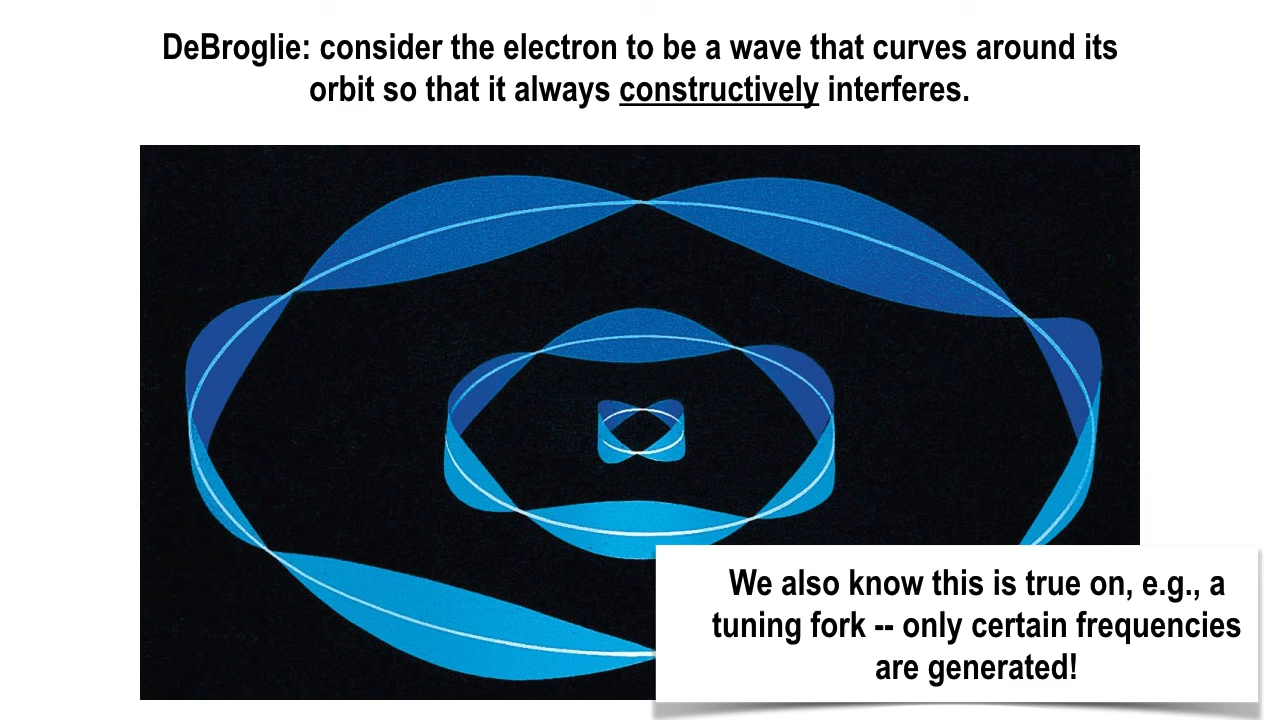 DeBroglie: consider the electron to be a wave that curves around its
orbit so that it always constructively interferes.
We also know this is true on, e.g., a
tuning fork -- only certain frequencies
are generated!